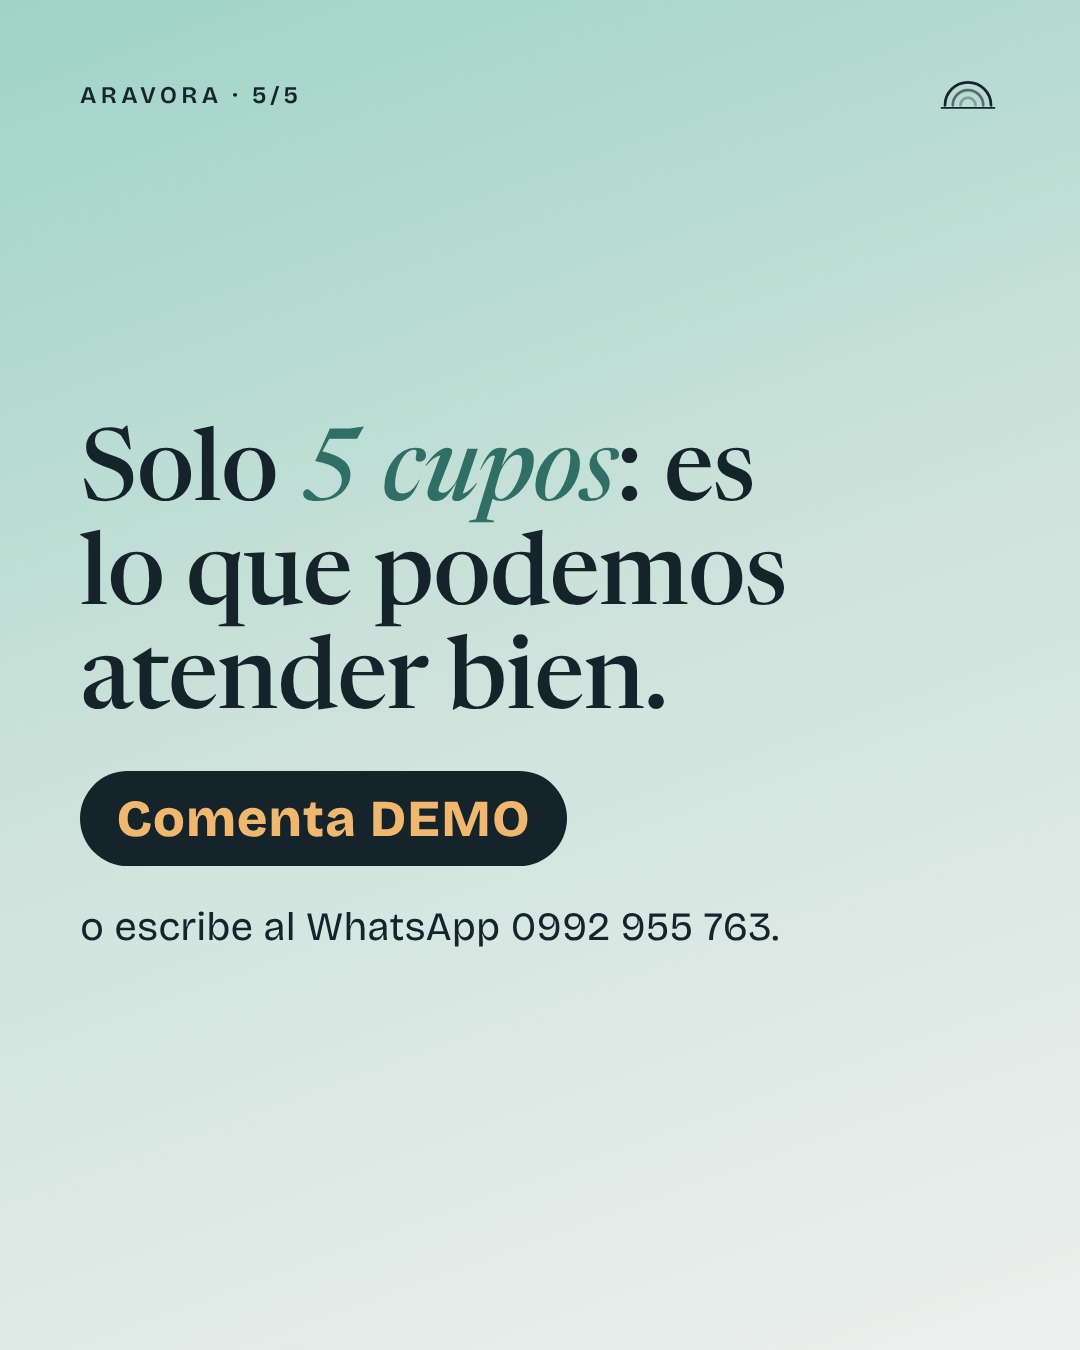 ARAVORA · 5/5
Solo 5 cupos: es
lo que podemos
atender bien.
Comenta DEMO
o escribe al WhatsApp 0992 955 763.